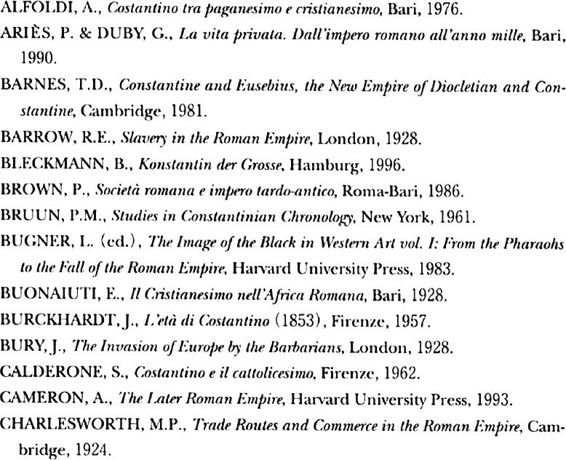 ALFOLDI, A., Costantino tra paganesimo e cristianesimo, Bari, 1976.
ARIÈS, P. & DUBY, G., La vita privata. Dall'impero romano all'anno mille, Bari,
1990.
BARNES, T.D., Constantine and Eusebius, the New Empire of Diocletian and Con-
stantine, Cambridge, 1981.
BARROW, R.E., Slavery in the Roman Empire, London, 1928.
BLECKMANN, B., Konstantin der Grosse, Hamburg, 1996.
BROWN, P., Società romana e impero tardo-antico, Roma-Bari, 1986.
BRUUN, P.M., Studies in Constantinian Chronology, New York, 1961.
BUGNER, L. (ed.), The Image of the Black in Western Art vol. I: From the Pharaohs
to the Fall of the Roman Empire, Harvard University Press, 1983.
BUONAIUTI, E., Il Cristianesimo nell'Africa Romana, Bari, 1928.
BURCKHARDT, J., L'età di Costantino (1853), Firenze, 1957.
BURY, J., The Invasion of Europe by the Barbarians, London, 1928.
CALDERONE, S., Costantino e il cattolicesimo, Firenze, 1962.
CAMERON, A., The Later Roman Empire, Harvard University Press, 1993.
CHARLESWORTH, M.P., Trade Routes and Commerce in the Roman Empire, Cam-
bridge, 1924.